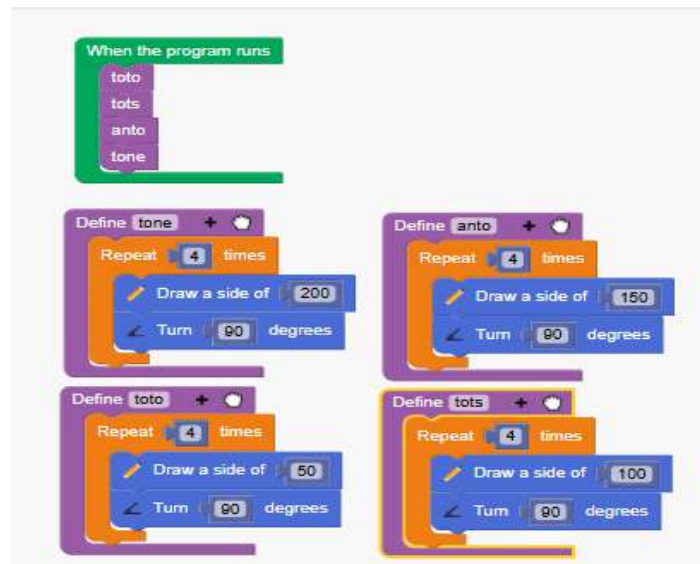 When the program runs
toto
tots
anto
tone
Define tone +
Repeat 4 times
Draw a side of 200
Turn 90 degrees
Define anto +
Repeat 4 times
Draw a side of 150
Turn 90 degrees
Define toto +
Repeat 4 times
Draw a side of 50
Turn 90 degrees
Define tots +
Repeat 4 times
Draw a side of 100
Turn 90 degrees